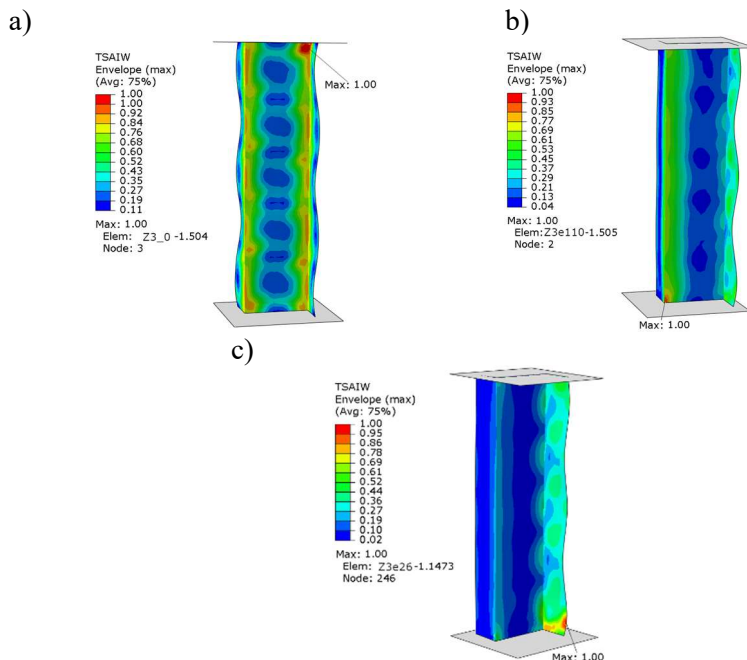 a)
TSAIW
Envelope (max)
(Avg: 75%)
1.00
1.00
0.92
0.84
0.76
0.68
0.60
0.52
0.43
0.35
0.27
0.19
0.11
Max: 1.00
Elem: Z3_0 -1.504
Node: 3
Max: 1.00
b)
TSAIW
Envelope (max)
(Avg: 75%)
1.00
0.93
0.85
0.77
0.69
0.61
0.53
0.45
0.37
0.29
0.21
0.13
0.04
Max: 1.00
Elem:Z3e110-1.505
Node: 2
Max: 1.00
c)
TSAIW
Envelope (max)
(Avg: 75%)
1.00
0.95
0.86
0.78
0.69
0.61
0.52
0.44
0.36
0.27
0.19
0.10
0.02
Max: 1.00
Elem: Z3e26-1.1473
Node: 246
Max: 1.00